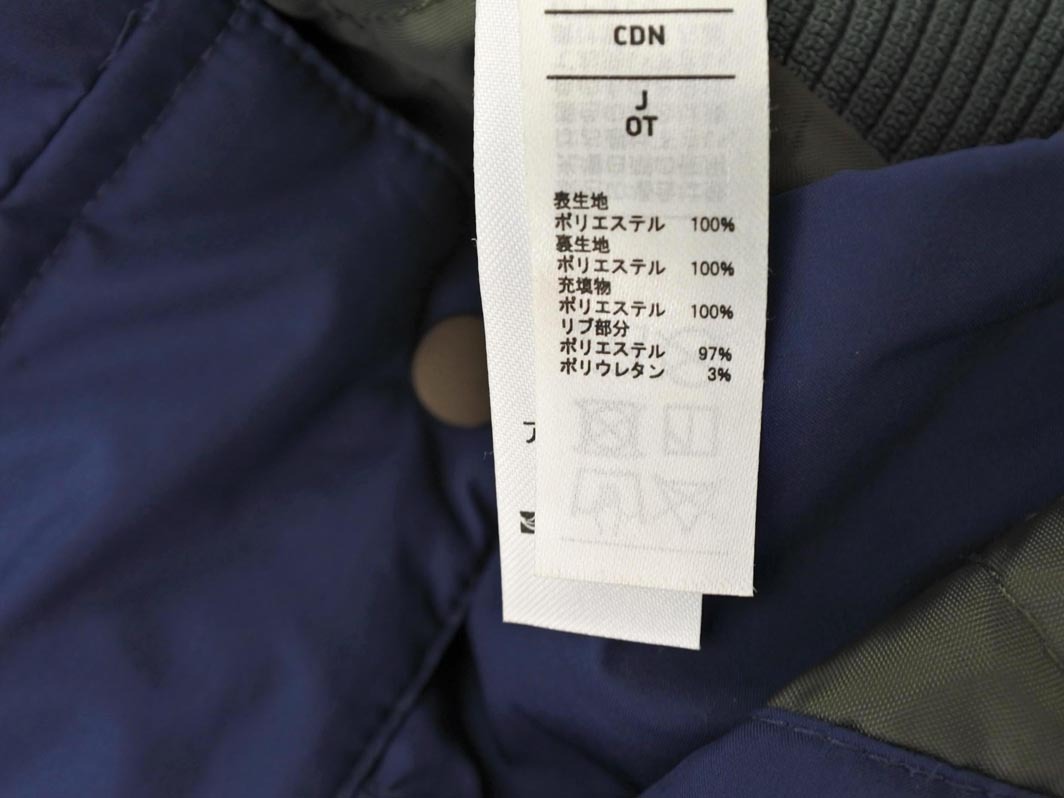 CDN
J
OT
表生地
ポリエステル 100%
裏生地
ポリエステル 100%
充填物
ポリエステル 100%
リブ部分
ポリエステル 97%
ポリウレタン 3%